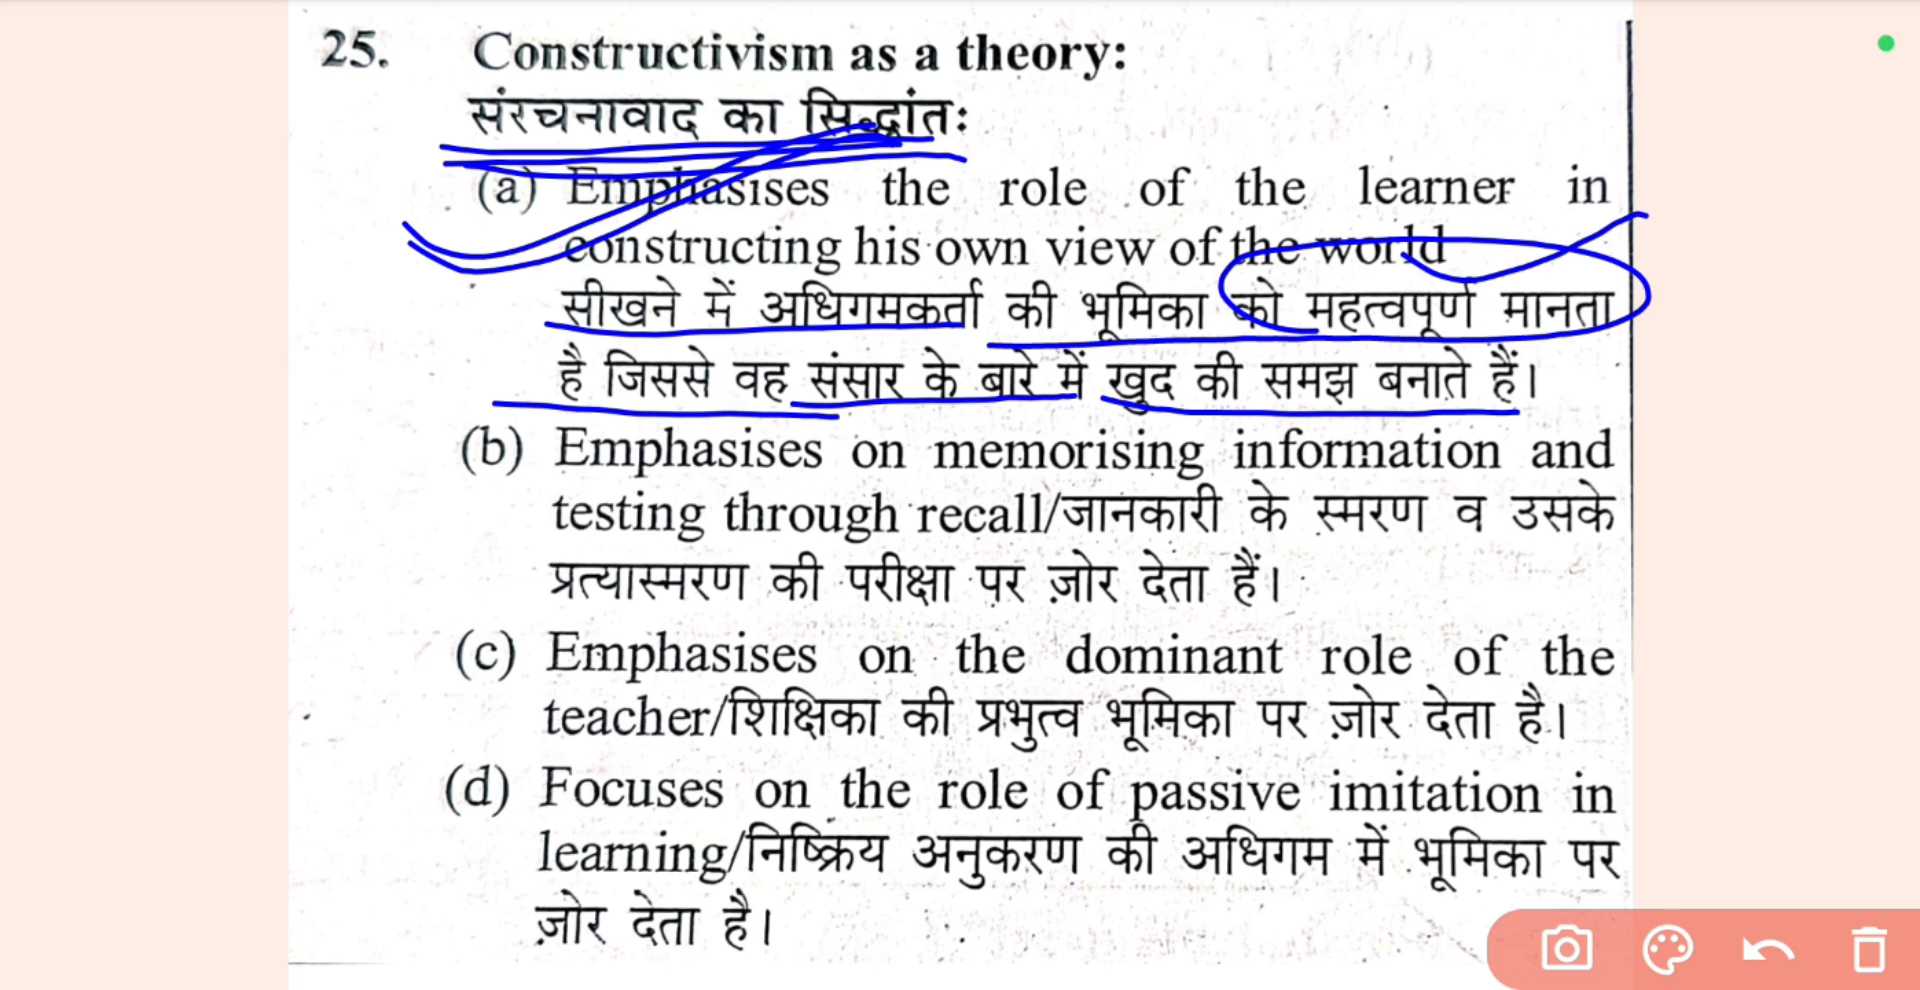 25. Constructivism as a theory:
संरचनावाद का सिद्धांतः
(a) Emphasises the role of the learner in
constructing his own view of the world
सीखने में अधिगमकर्ता की भूमिका को महत्वपूर्ण मानता
है जिससे वह संसार के बारे में खुद की समझ बनाते हैं।
(b) Emphasises on memorising information and
testing through recall/जानकारी के स्मरण व उसके
प्रत्यास्मरण की परीक्षा पर ज़ोर देता हैं।
(c) Emphasises on the dominant role of the
teacher/शिक्षिका की प्रभुत्व भूमिका पर ज़ोर देता है।
(d) Focuses on the role of passive imitation in
learning/निष्क्रिय अनुकरण की अधिगम में भूमिका पर
ज़ोर देता है।